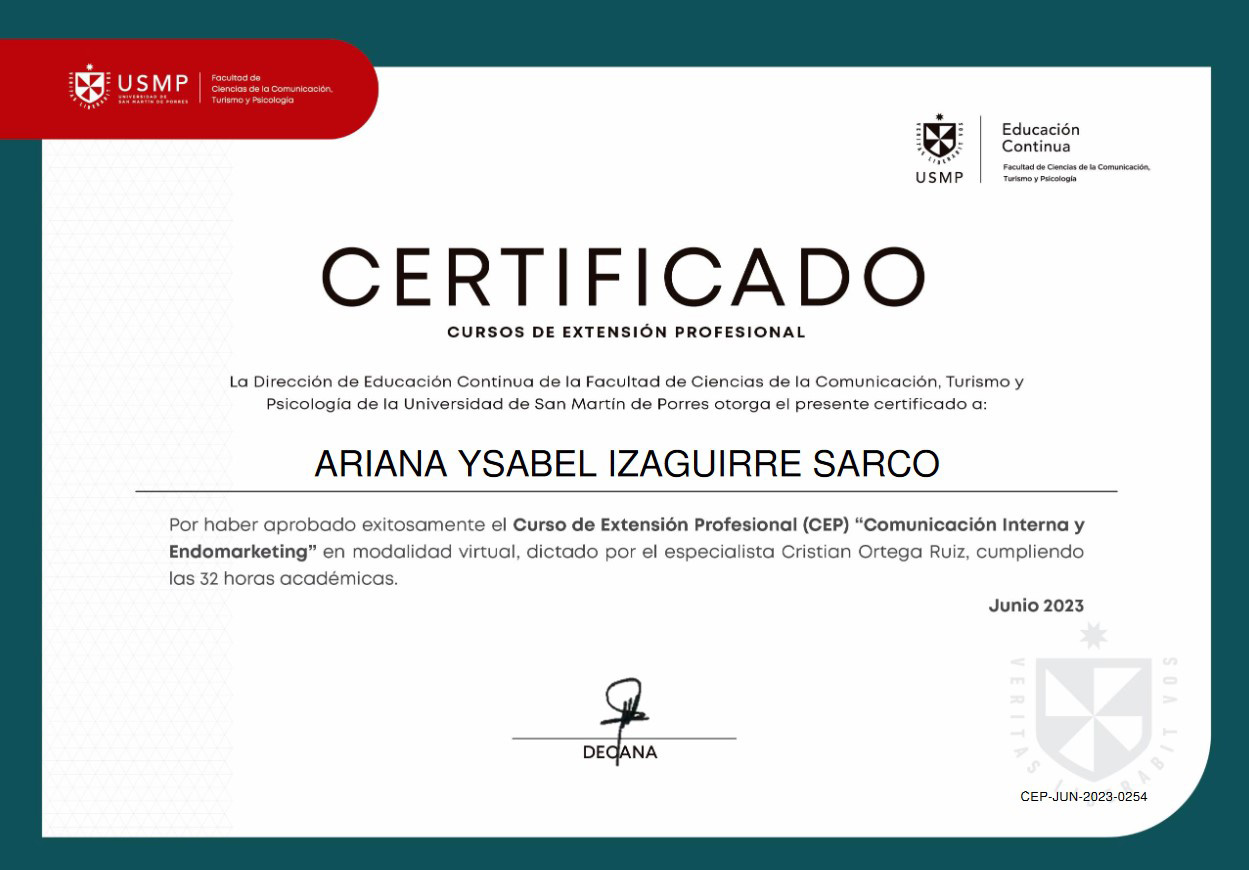 USMP
UNIVERSIDAD DE
SAN MARTÍN DE PORRES
Facultad de
Ciencias de la Comunicación,
Turismo y Psicología
USMP
Educación
Continua
Facultad de Ciencias de la Comunicación,
Turismo y Psicología
CERTIFICADO
CURSOS DE EXTENSIÓN PROFESIONAL
La Dirección de Educación Continua de la Facultad de Ciencias de la Comunicación, Turismo y
Psicología de la Universidad de San Martín de Porres otorga el presente certificado a:
ARIANA YSABEL IZAGUIRRE SARCO
Por haber aprobado exitosamente el Curso de Extensión Profesional (CEP) “Comunicación Interna y
Endomarketing” en modalidad virtual, dictado por el especialista Cristian Ortega Ruiz, cumpliendo
las 32 horas académicas.
Junio 2023
DECANA
VERITAS LIBERABIT VOS
CEP-JUN-2023-0254